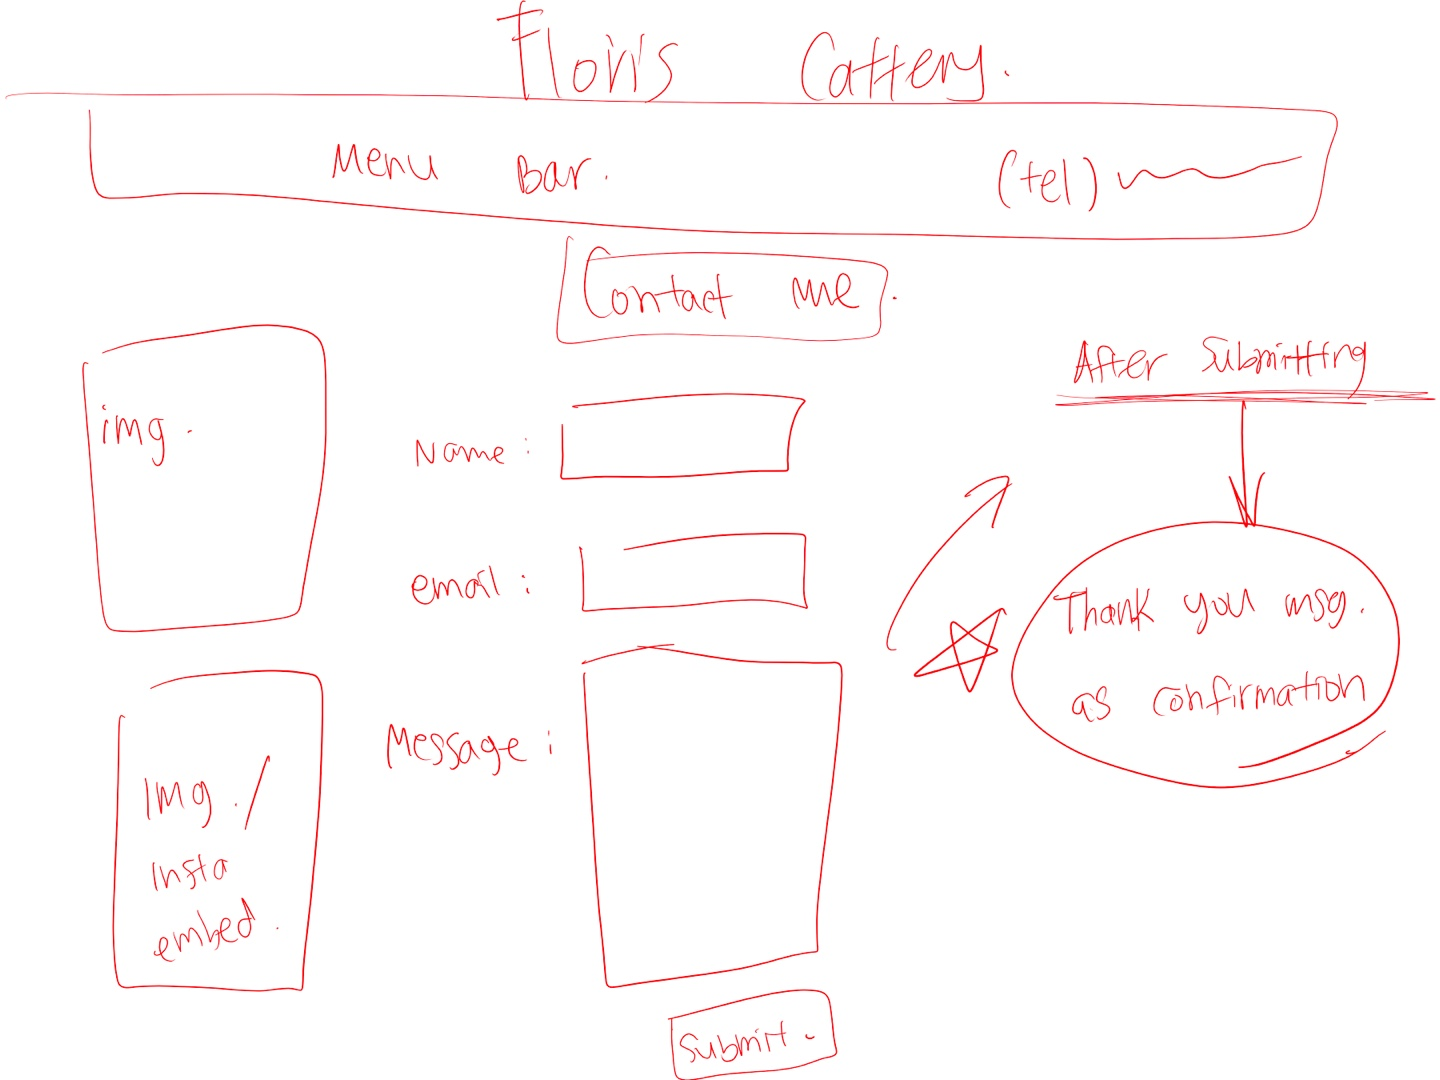 Floris Cattery.
Menu Bar. (tel)
Contact me.
img.
Name:
email:
Message:
Img. /
insta
embed.
Submit.
After Submitting
Thank you msg.
as confirmation